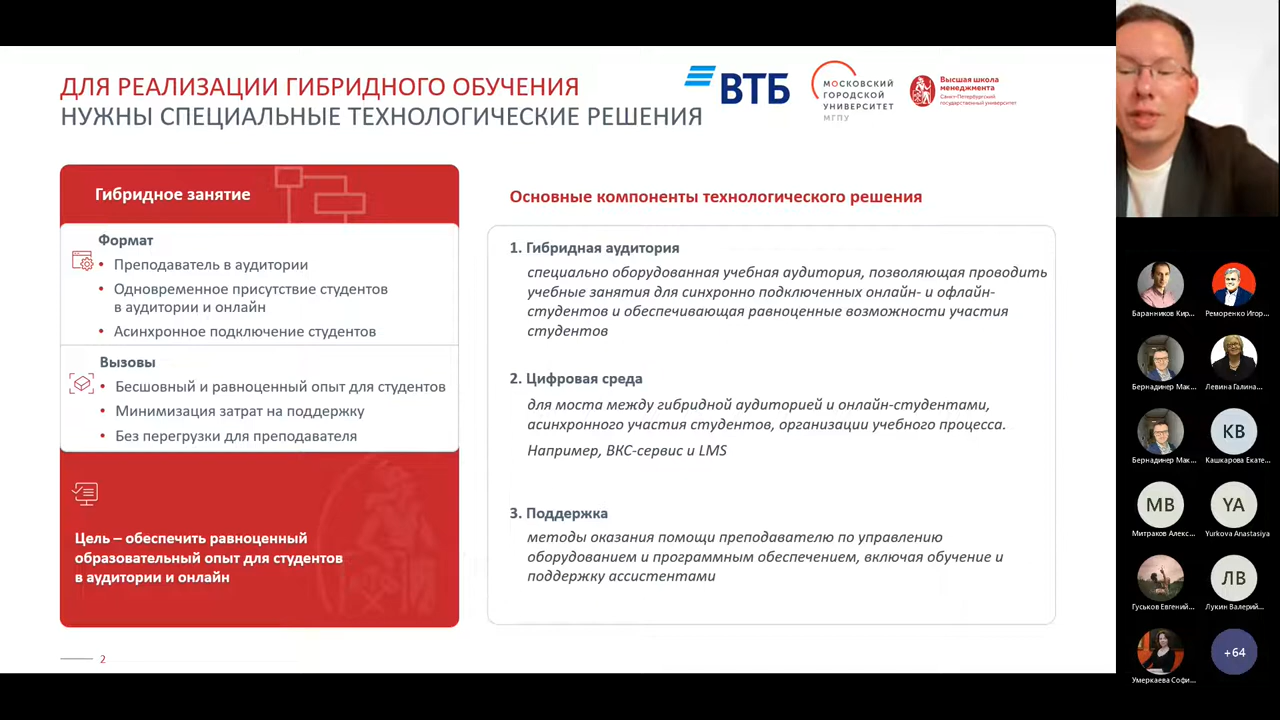 ДЛЯ РЕАЛИЗАЦИИ ГИБРИДНОГО ОБУЧЕНИЯ
НУЖНЫ СПЕЦИАЛЬНЫЕ ТЕХНОЛОГИЧЕСКИЕ РЕШЕНИЯ
ВТБ
МОСКОВСКИЙ
ГОРОДСКОЙ
УНИВЕРСИТЕТ
МГПУ
Высшая школа
менеджмента
Санкт-Петербургский
государственный университет
Гибридное занятие
Формат
• Преподаватель в аудитории
• Одновременное присутствие студентов
в аудитории и онлайн
• Асинхронное подключение студентов
Вызовы
• Бесшовный и равноценный опыт для студентов
• Минимизация затрат на поддержку
• Без перегрузки для преподавателя
Цель – обеспечить равноценный
образовательный опыт для студентов
в аудитории и онлайн
Основные компоненты технологического решения
1. Гибридная аудитория
специально оборудованная учебная аудитория, позволяющая проводить
учебные занятия для синхронно подключенных онлайн- и офлайн-
студентов и обеспечивающая равноценные возможности участия
студентов
2. Цифровая среда
для моста между гибридной аудиторией и онлайн-студентами,
асинхронного участия студентов, организации учебного процесса.
Например, ВКС-сервис и LMS
3. Поддержка
методы оказания помощи преподавателю по управлению
оборудованием и программным обеспечением, включая обучение и
поддержку ассистентами
2
Баранников Кир...
Реморенко Игор...
Бернадинер Мак...
Левина Галина...
Бернадинер Мак...
КВ
Кашкарова Екате...
МВ
Митраков Алекс...
YA
Yurkova Anastasiya
Гуськов Евгений...
ЛВ
Лукин Валерий...
Умеркаева Софи...
+64